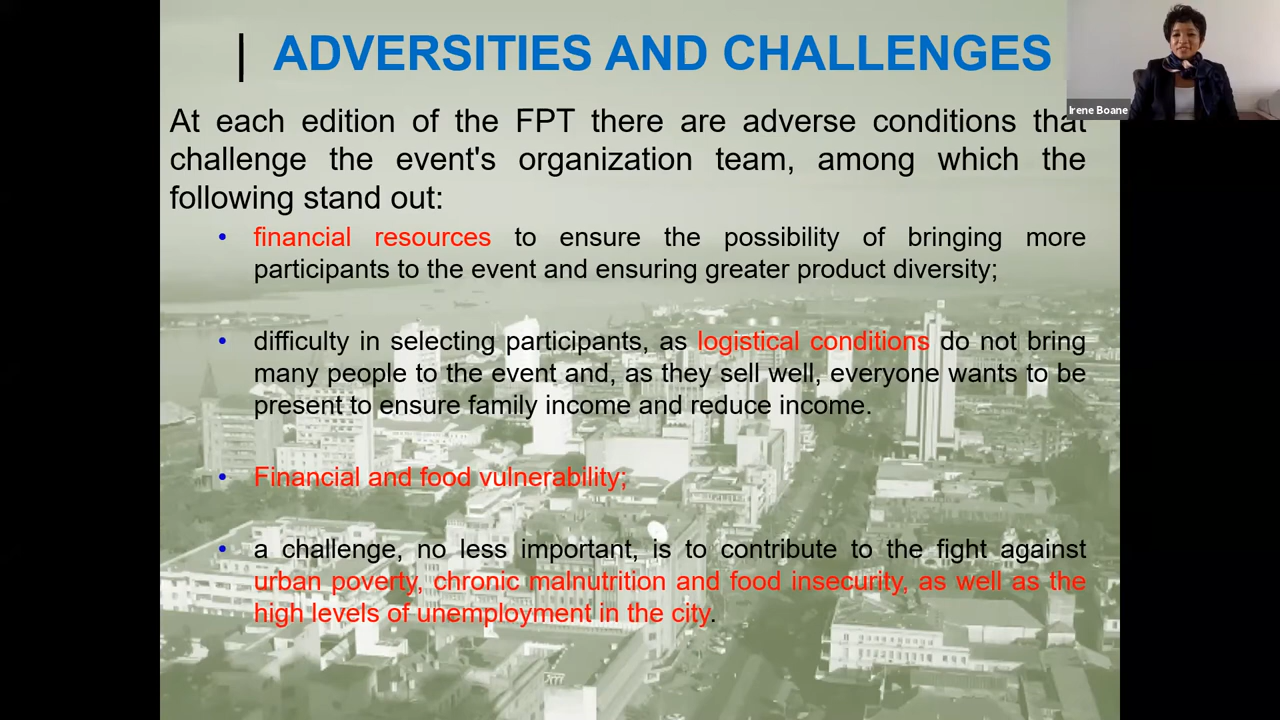 | ADVERSITIES AND CHALLENGES
Irene Boane
At each edition of the FPT there are adverse conditions that
challenge the event's organization team, among which the
following stand out:
• financial resources to ensure the possibility of bringing more
participants to the event and ensuring greater product diversity;
• difficulty in selecting participants, as logistical conditions do not bring
many people to the event and, as they sell well, everyone wants to be
present to ensure family income and reduce income.
• Financial and food vulnerability;
• a challenge, no less important, is to contribute to the fight against
urban poverty, chronic malnutrition and food insecurity, as well as the
high levels of unemployment in the city.